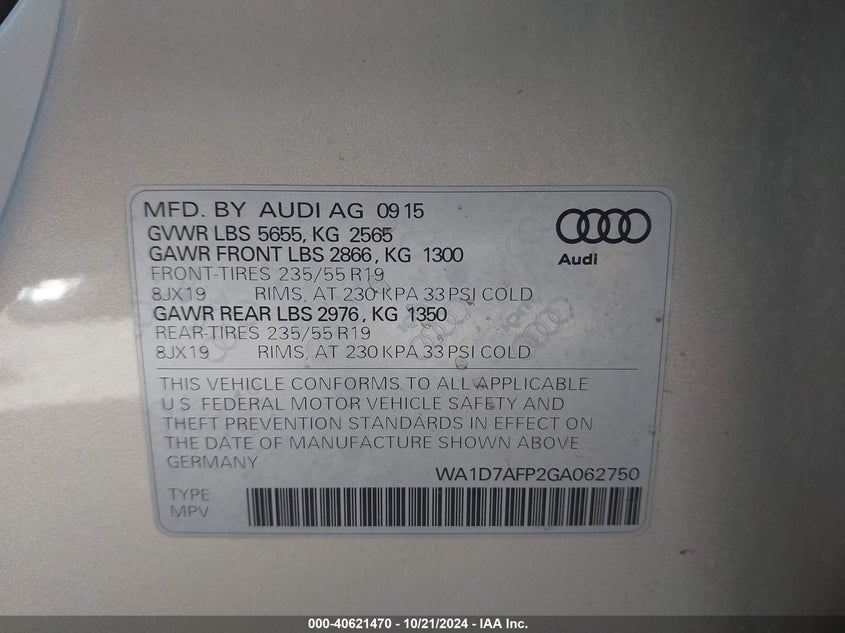 MFD. BY AUDI AG 09 15
GVWR LBS 5655, KG 2565
GAWR FRONT LBS 2866, KG 1300
FRONT-TIRES 235/55 R19
8JX19 RIMS, AT 230 KPA 33 PSI COLD
GAWR REAR LBS 2976, KG 1350
REAR-TIRES 235/55 R19
8JX19 RIMS, AT 230 KPA 33 PSI COLD
Audi
THIS VEHICLE CONFORMS TO ALL APPLICABLE
U.S. FEDERAL MOTOR VEHICLE SAFETY AND
THEFT PREVENTION STANDARDS IN EFFECT ON
THE DATE OF MANUFACTURE SHOWN ABOVE
GERMANY
WA1D7AFP2GA062750
TYPE
MPV
000-40621470 - 10/21/2024 - IAA Inc.